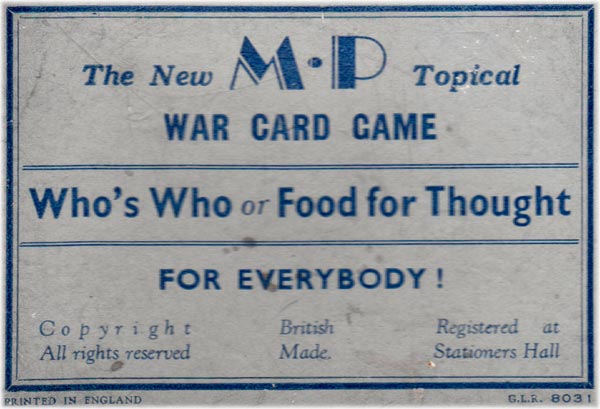 The New M·P Topical
WAR CARD GAME
Who's Who or Food for Thought
FOR EVERYBODY!
Copyright British Registered at
All rights reserved Made. Stationers Hall
PRINTED IN ENGLAND G.L.R. 8031